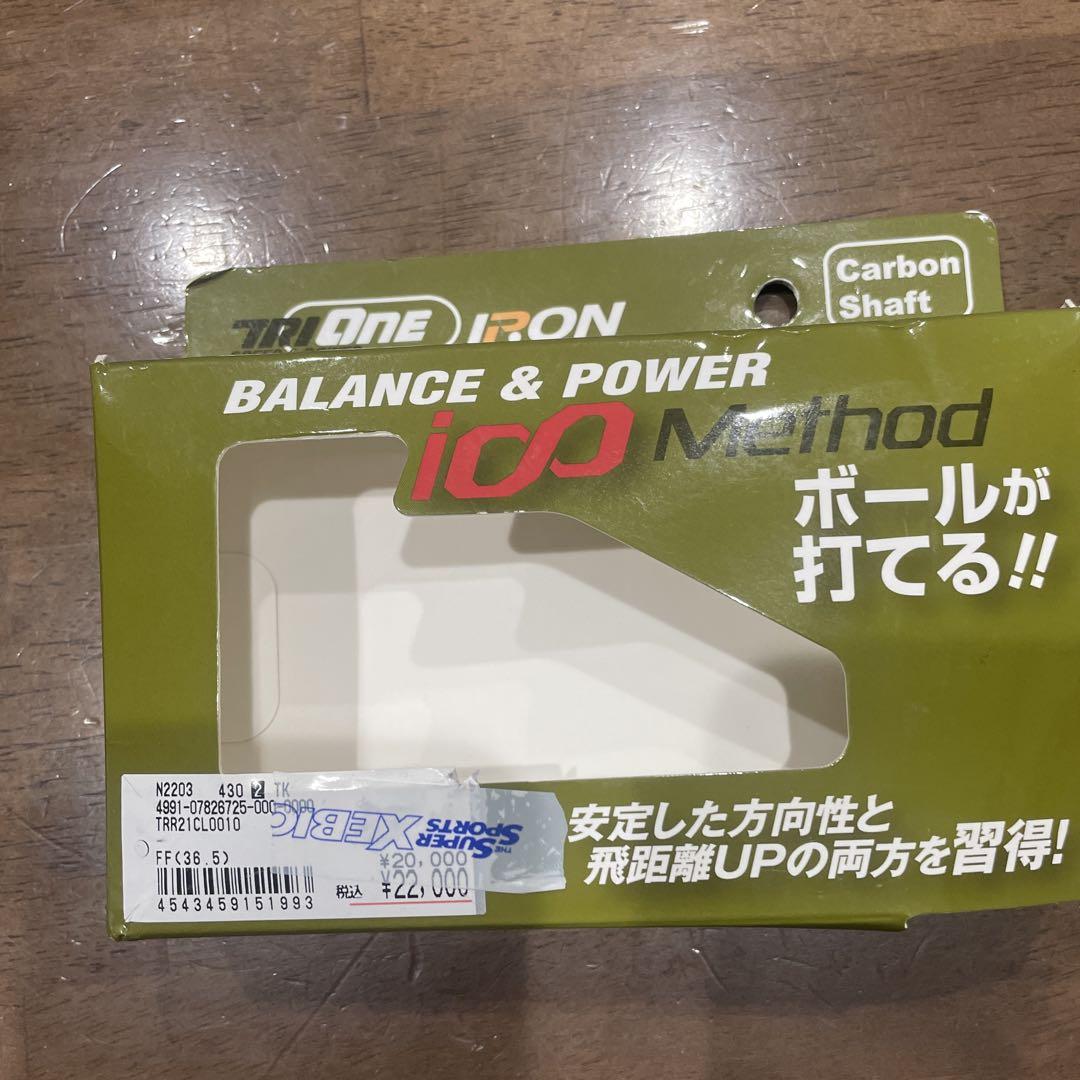 Carbon
Shaft
TRIONE IRON
BALANCE & POWER
Method
ボールが
打てる!!
N2203 430 2 TK
4991-07826725-000-0000
TRR21CL0010
THE SUPER SPORTS XEBIO
FF(36.5)
¥20,000
税込 ¥22,000
4543459151993
安定した方向性と
飛距離UPの両方を習得!